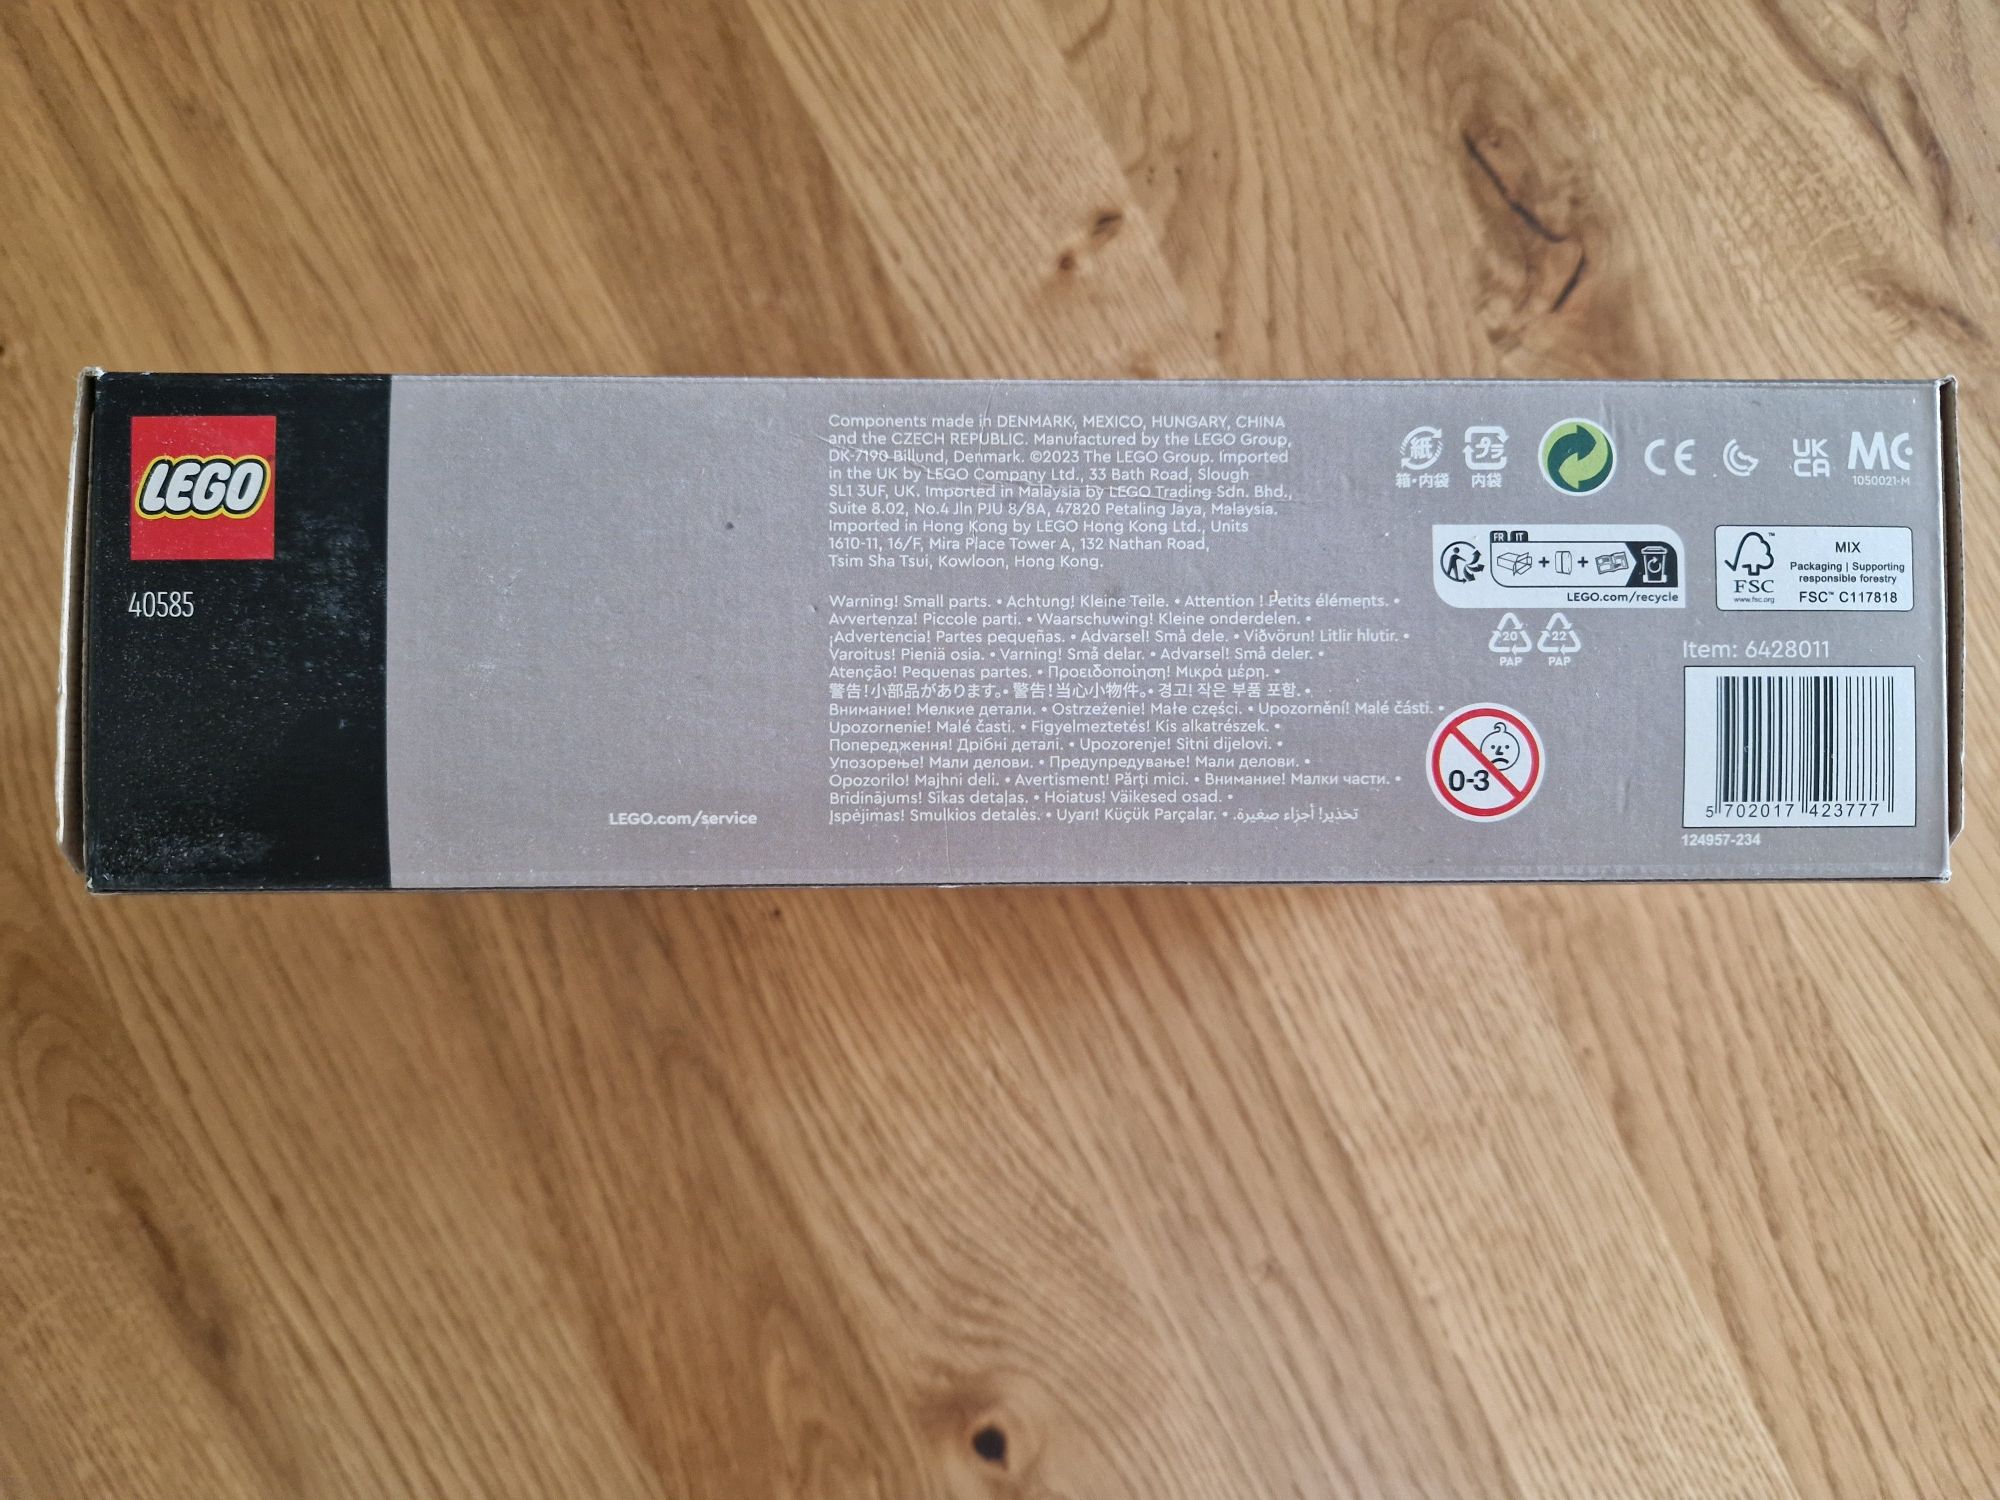 LEGO
40585
LEGO.com/service
Components made in DENMARK, MEXICO, HUNGARY, CHINA
and the CZECH REPUBLIC. Manufactured by the LEGO Group,
DK-7190 Billund, Denmark. ©2023 The LEGO Group. Imported
in the UK by LEGO Company Ltd., 33 Bath Road, Slough
SL1 3UF, UK. Imported in Malaysia by LEGO Trading Sdn. Bhd.,
Suite 8.02, No.4 Jln PJU 8/8A, 47820 Petaling Jaya, Malaysia.
Imported in Hong Kong by LEGO Hong Kong Ltd., Units
1610-11, 16/F, Mira Place Tower A, 132 Nathan Road,
Tsim Sha Tsui, Kowloon, Hong Kong.
Warning! Small parts. • Achtung! Kleine Teile. • Attention ! Petits éléments. •
Avvertenza! Piccole parti. • Waarschuwing! Kleine onderdelen. •
¡Advertencia! Partes pequeñas. • Advarsel! Små dele. • Viðvörun! Litlir hlutir. •
Varoitus! Pieniä osia. • Varning! Små delar. • Advarsel! Små deler. •
Atenção! Pequenas partes. • Προειδοποίηση! Μικρά μέρη. •
警告!小部品があります。• 警告!当心小物件。• 경고! 작은 부품 포함. •
Внимание! Мелкие детали. • Ostrzeżenie! Małe części. • Upozornění! Malé části. •
Upozornenie! Malé časti. • Figyelmeztetés! Kis alkatrészek. •
Попередження! Дрібні деталі. • Upozorenje! Sitni dijelovi. •
Упозорење! Мали делови. • Предупредување! Мали делови. •
Opozorilo! Majhni deli. • Avertisment! Părți mici. • Внимание! Малки части. •
Brīdinājums! Sīkas detaļas. • Hoiatus! Väikesed osad. •
Įspėjimas! Smulkios detalės. • Uyarı! Küçük Parçalar. • تحذير! أجزاء صغيرة.
紙 プラ
箱・内袋 内袋
CE
UK
CA
MC
1050021-M
FR IT
LEGO.com/recycle
FSC™
www.fsc.org
MIX
Packaging | Supporting
responsible forestry
FSC™ C117818
20 22
PAP PAP
0-3
Item: 6428011
5 702017 423777
124957-234